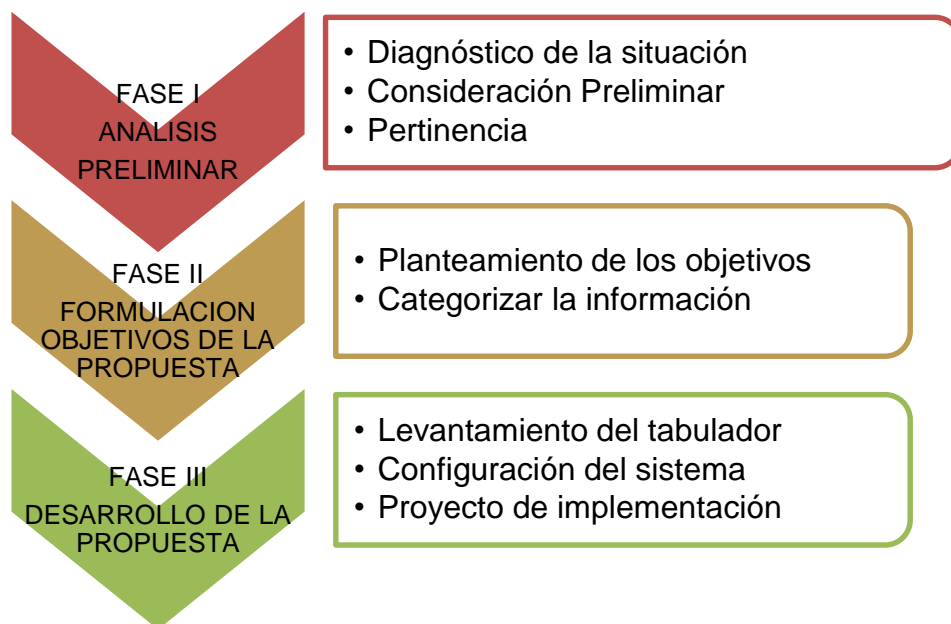 FASE I
ANALISIS
PRELIMINAR
• Diagnóstico de la situación
• Consideración Preliminar
• Pertinencia
FASE II
FORMULACION
OBJETIVOS DE LA
PROPUESTA
• Planteamiento de los objetivos
• Categorizar la información
FASE III
DESARROLLO DE LA
PROPUESTA
• Levantamiento del tabulador
• Configuración del sistema
• Proyecto de implementación